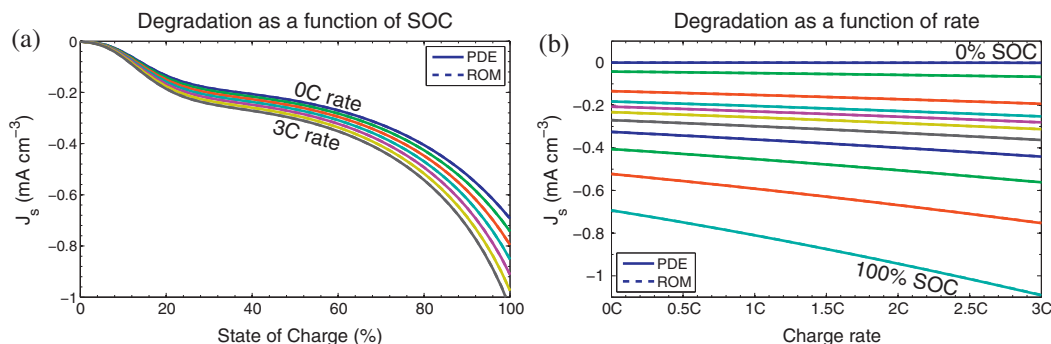 (a)
Degradation as a function of SOC
J_s (mA cm⁻³)
0
−0.2
−0.4
−0.6
−0.8
−1
PDE
ROM
0C rate
3C rate
0 20 40 60 80 100
State of Charge (%)
(b)
Degradation as a function of rate
J_s (mA cm⁻³)
0
−0.2
−0.4
−0.6
−0.8
−1
0% SOC
100% SOC
PDE
ROM
0C 0.5C 1C 1.5C 2C 2.5C 3C
Charge rate